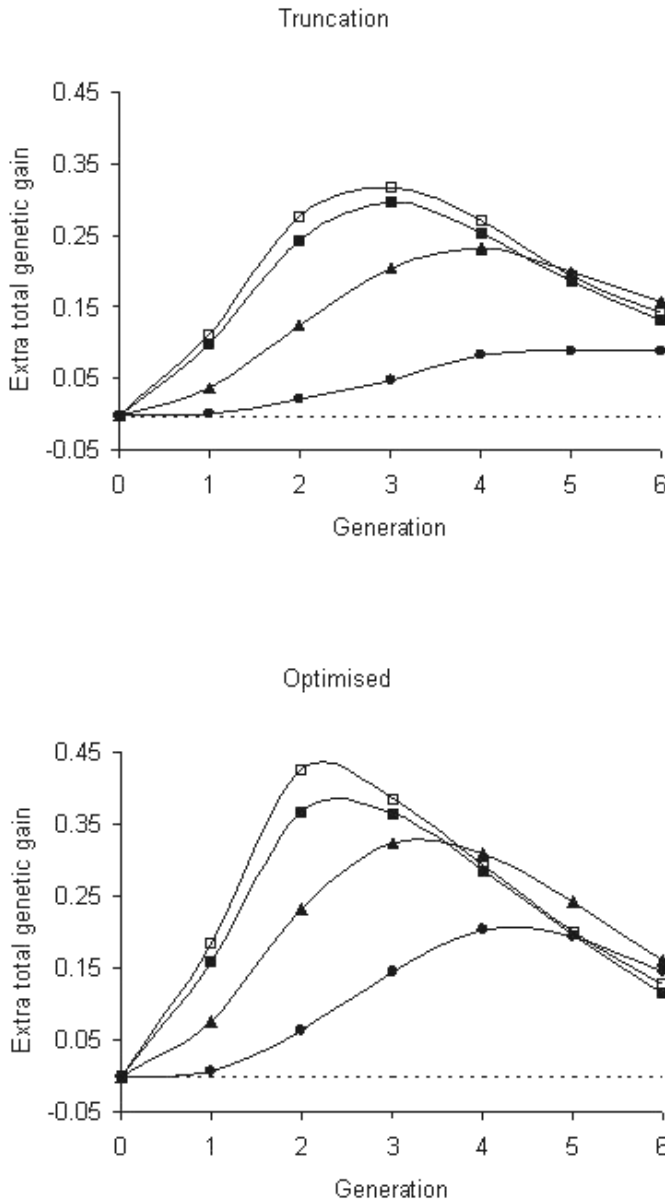 Truncation
Extra total genetic gain
0.45
0.35
0.25
0.15
0.05
-0.05
0 1 2 3 4 5 6
Generation
Optimised
Extra total genetic gain
0.45
0.35
0.25
0.15
0.05
-0.05
0 1 2 3 4 5 6
Generation